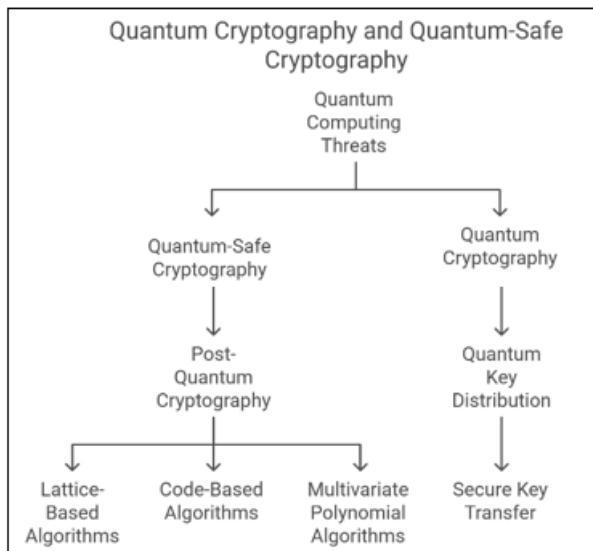 Quantum Cryptography and Quantum-Safe
Cryptography
Quantum
Computing
Threats
Quantum-Safe
Cryptography
Quantum
Cryptography
Post-
Quantum
Cryptography
Quantum
Key
Distribution
Lattice-
Based
Algorithms
Code-Based
Algorithms
Multivariate
Polynomial
Algorithms
Secure Key
Transfer